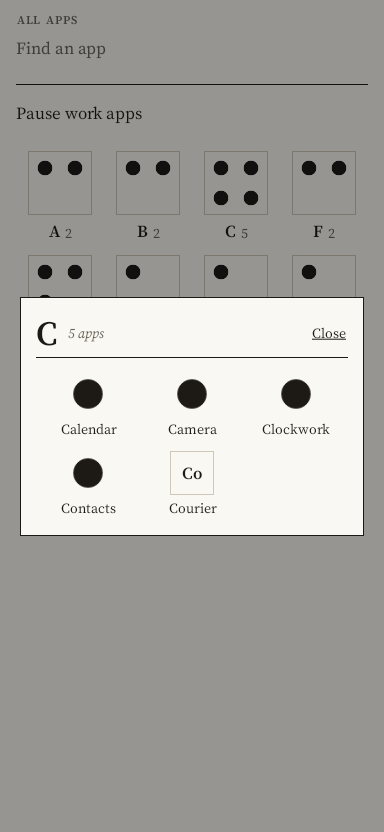 ALL APPS
Find an app
Pause work apps
A 2 B 2 C 5 F 2
C 5 apps Close
Calendar Camera Clockwork
Co
Contacts Courier